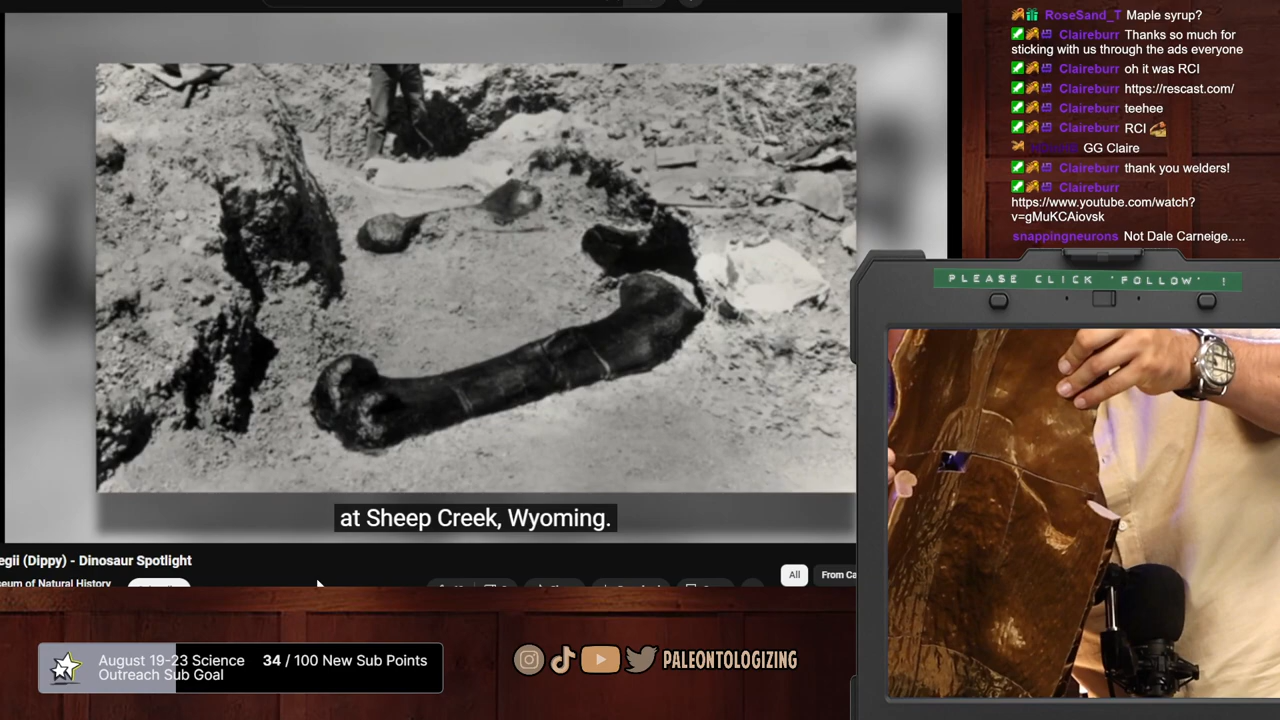 at Sheep Creek, Wyoming.
egii (Dippy) - Dinosaur Spotlight
seum of Natural History
All
From Ca
August 19-23 Science
Outreach Sub Goal
34 / 100 New Sub Points
PALEONTOLOGIZING
RoseSand_T Maple syrup?
Claireburr Thanks so much for
sticking with us through the ads everyone
Claireburr oh it was RCI
Claireburr https://rescast.com/
Claireburr teehee
Claireburr RCI
GG Claire
Claireburr thank you welders!
Claireburr
https://www.youtube.com/watch?
v=gMuKCAiovsk
snappingneurons Not Dale Carneige.....
PLEASE CLICK "FOLLOW" !